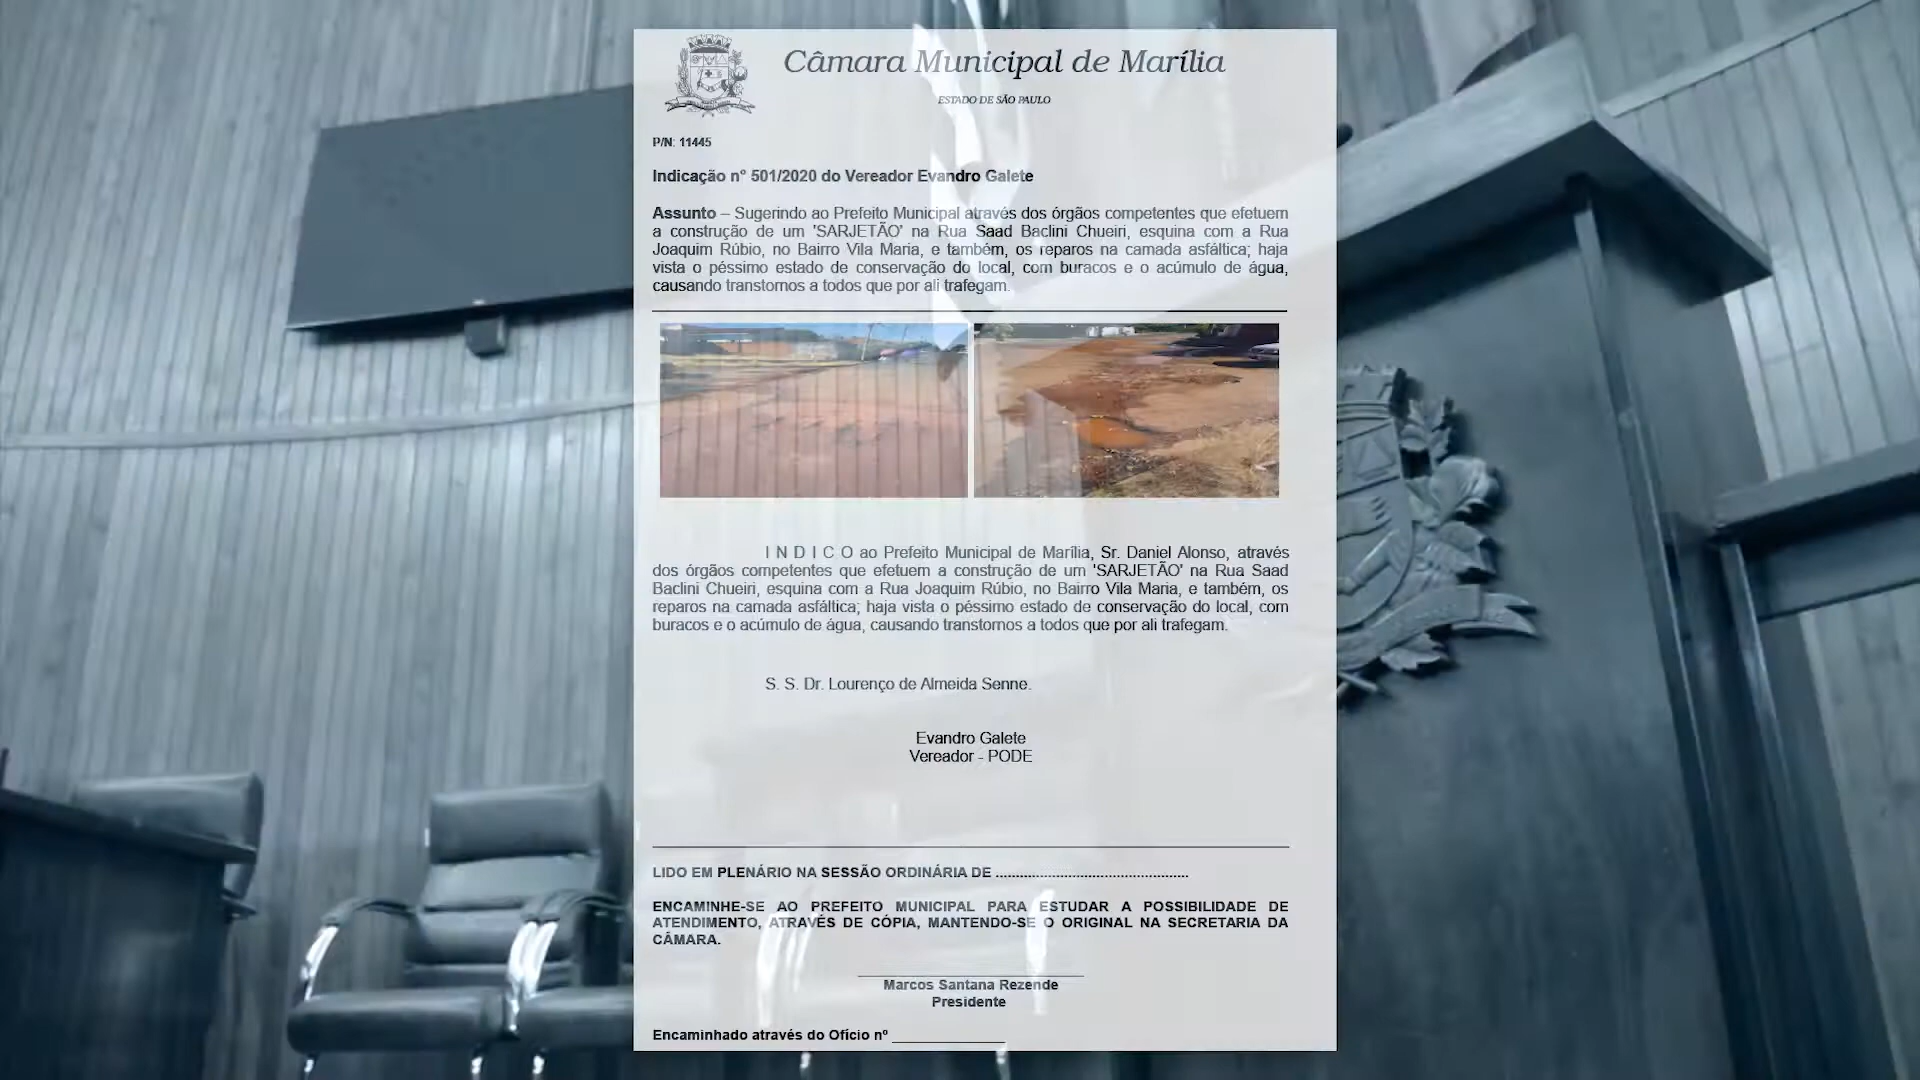 Câmara Municipal de Marília
ESTADO DE SÃO PAULO
P/N: 11445
Indicação nº 501/2020 do Vereador Evandro Galete
Assunto – Sugerindo ao Prefeito Municipal através dos órgãos competentes que efetuem
a construção de um 'SARJETÃO' na Rua Saad Baclini Chueiri, esquina com a Rua
Joaquim Rúbio, no Bairro Vila Maria, e também, os reparos na camada asfáltica; haja
vista o péssimo estado de conservação do local, com buracos e o acúmulo de água,
causando transtornos a todos que por ali trafegam.
I N D I C O ao Prefeito Municipal de Marília, Sr. Daniel Alonso, através
dos órgãos competentes que efetuem a construção de um 'SARJETÃO' na Rua Saad
Baclini Chueiri, esquina com a Rua Joaquim Rúbio, no Bairro Vila Maria, e também, os
reparos na camada asfáltica; haja vista o péssimo estado de conservação do local, com
buracos e o acúmulo de água, causando transtornos a todos que por ali trafegam.
S. S. Dr. Lourenço de Almeida Senne.
Evandro Galete
Vereador - PODE
LIDO EM PLENÁRIO NA SESSÃO ORDINÁRIA DE ................................................
ENCAMINHE-SE AO PREFEITO MUNICIPAL PARA ESTUDAR A POSSIBILIDADE DE
ATENDIMENTO, ATRAVÉS DE CÓPIA, MANTENDO-SE O ORIGINAL NA SECRETARIA DA
CÂMARA.
Marcos Santana Rezende
Presidente
Encaminhado através do Ofício nº ______________